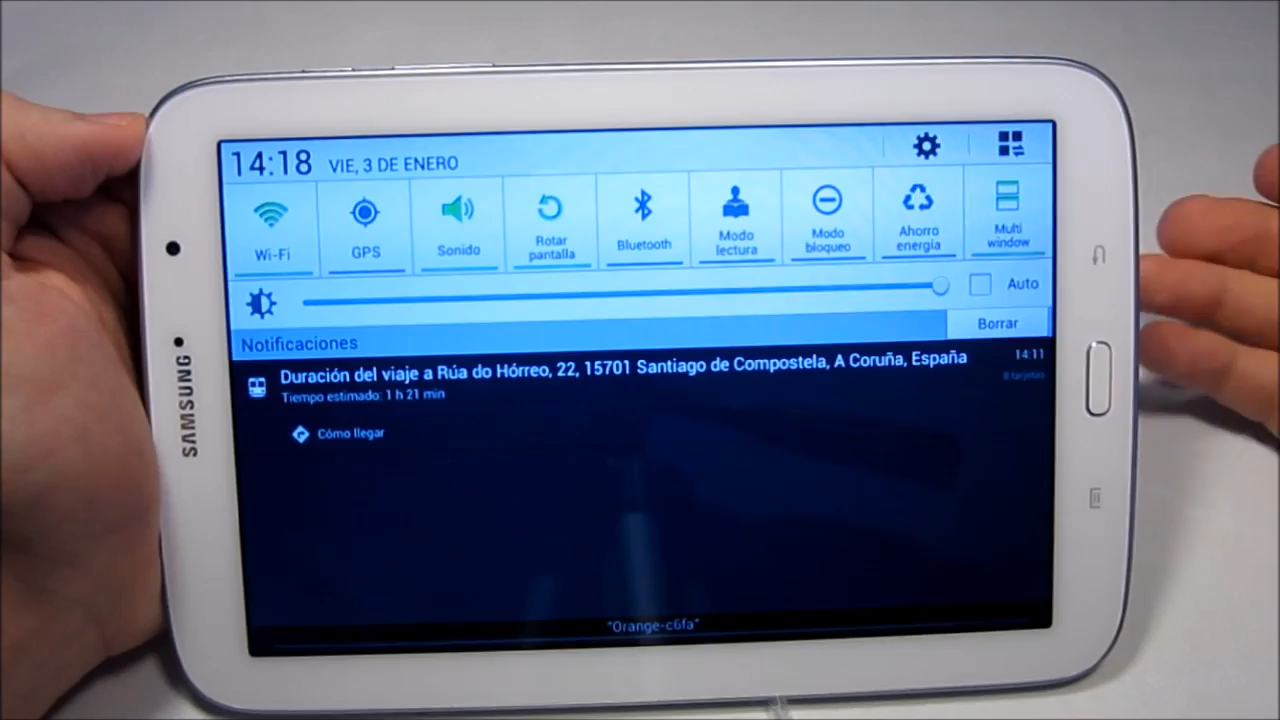 14:18 VIE, 3 DE ENERO
Wi-Fi
GPS
Sonido
Rotar
pantalla
Bluetooth
Modo
lectura
Modo
bloqueo
Ahorro
energía
Multi
window
Auto
Notificaciones
Borrar
Duración del viaje a Rúa do Hórreo, 22, 15701 Santiago de Compostela, A Coruña, España
14:11
Tiempo estimado: 1 h 21 min
8 tarjetas
Cómo llegar
"Orange-c6fa"
SAMSUNG